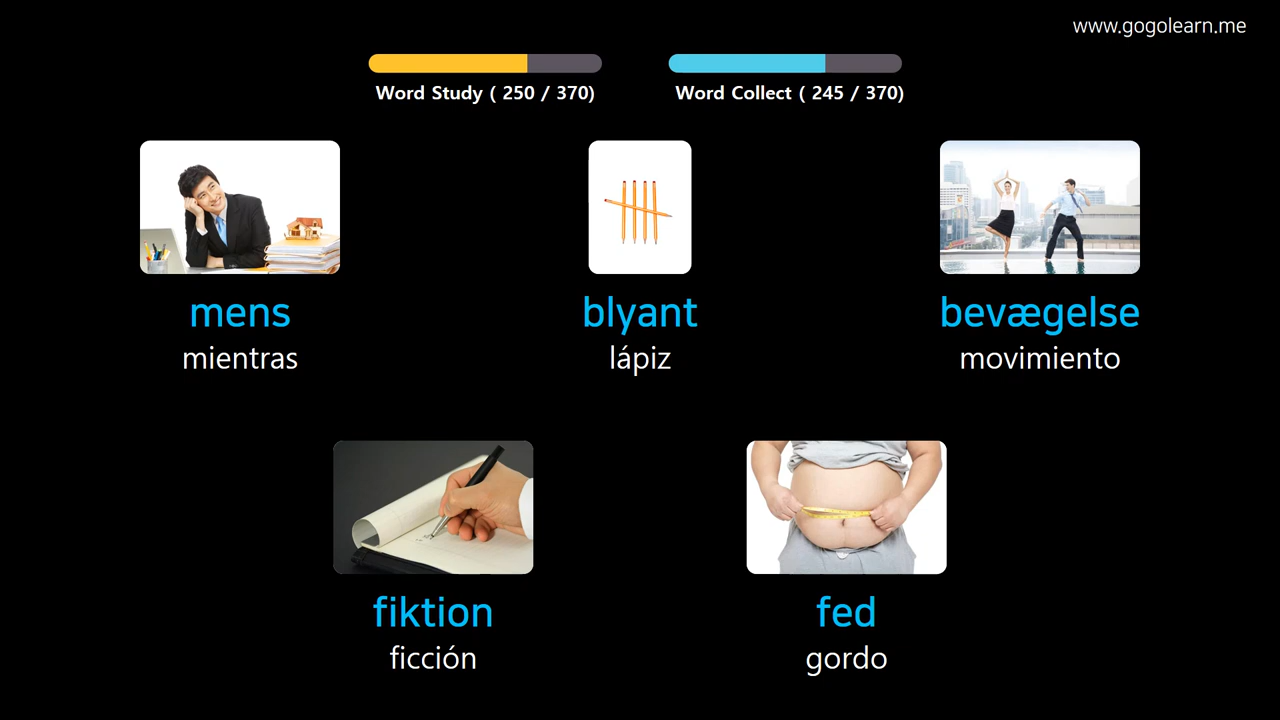 www.gogolearn.me
Word Study ( 250 / 370)
Word Collect ( 245 / 370)
mens
mientras
blyant
lápiz
bevægelse
movimiento
fiktion
ficción
fed
gordo